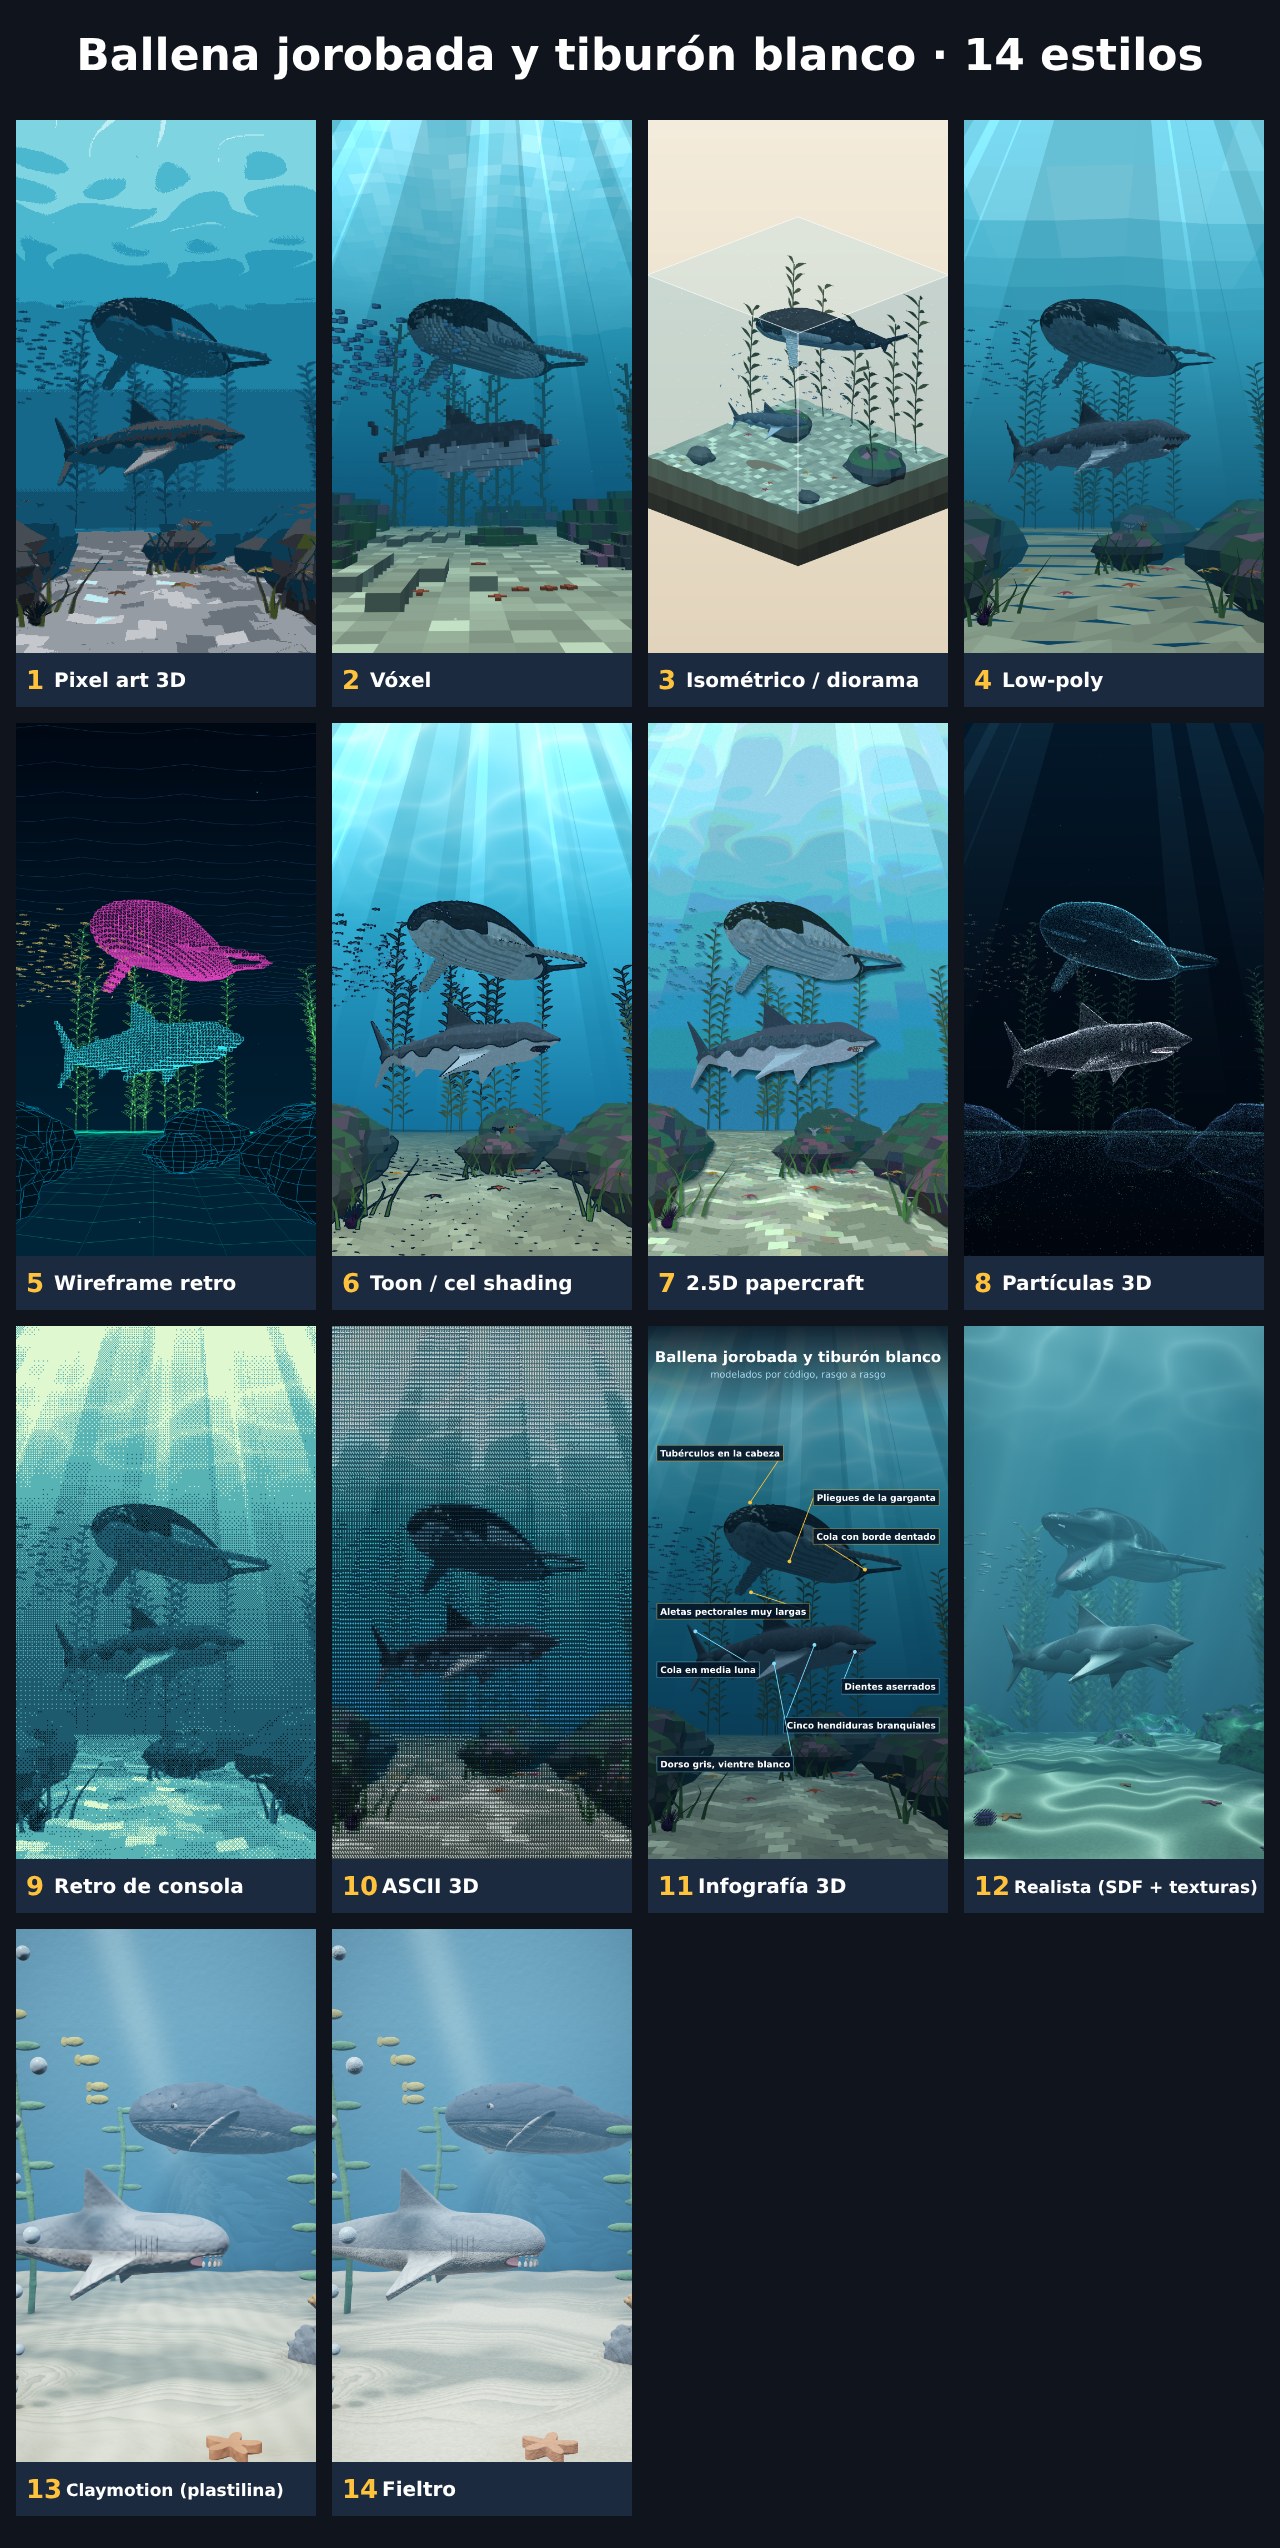 Ballena jorobada y tiburón blanco · 14 estilos
1 Pixel art 3D
2 Vóxel
3 Isométrico / diorama
4 Low-poly
5 Wireframe retro
6 Toon / cel shading
7 2.5D papercraft
8 Partículas 3D
Ballena jorobada y tiburón blanco
modelados por código, rasgo a rasgo
Tubérculos en la cabeza
Pliegues de la garganta
Cola con borde dentado
Aletas pectorales muy largas
Cola en media luna
Dientes aserrados
Cinco hendiduras branquiales
Dorso gris, vientre blanco
9 Retro de consola
10 ASCII 3D
11 Infografía 3D
12 Realista (SDF + texturas)
13 Claymotion (plastilina)
14 Fieltro